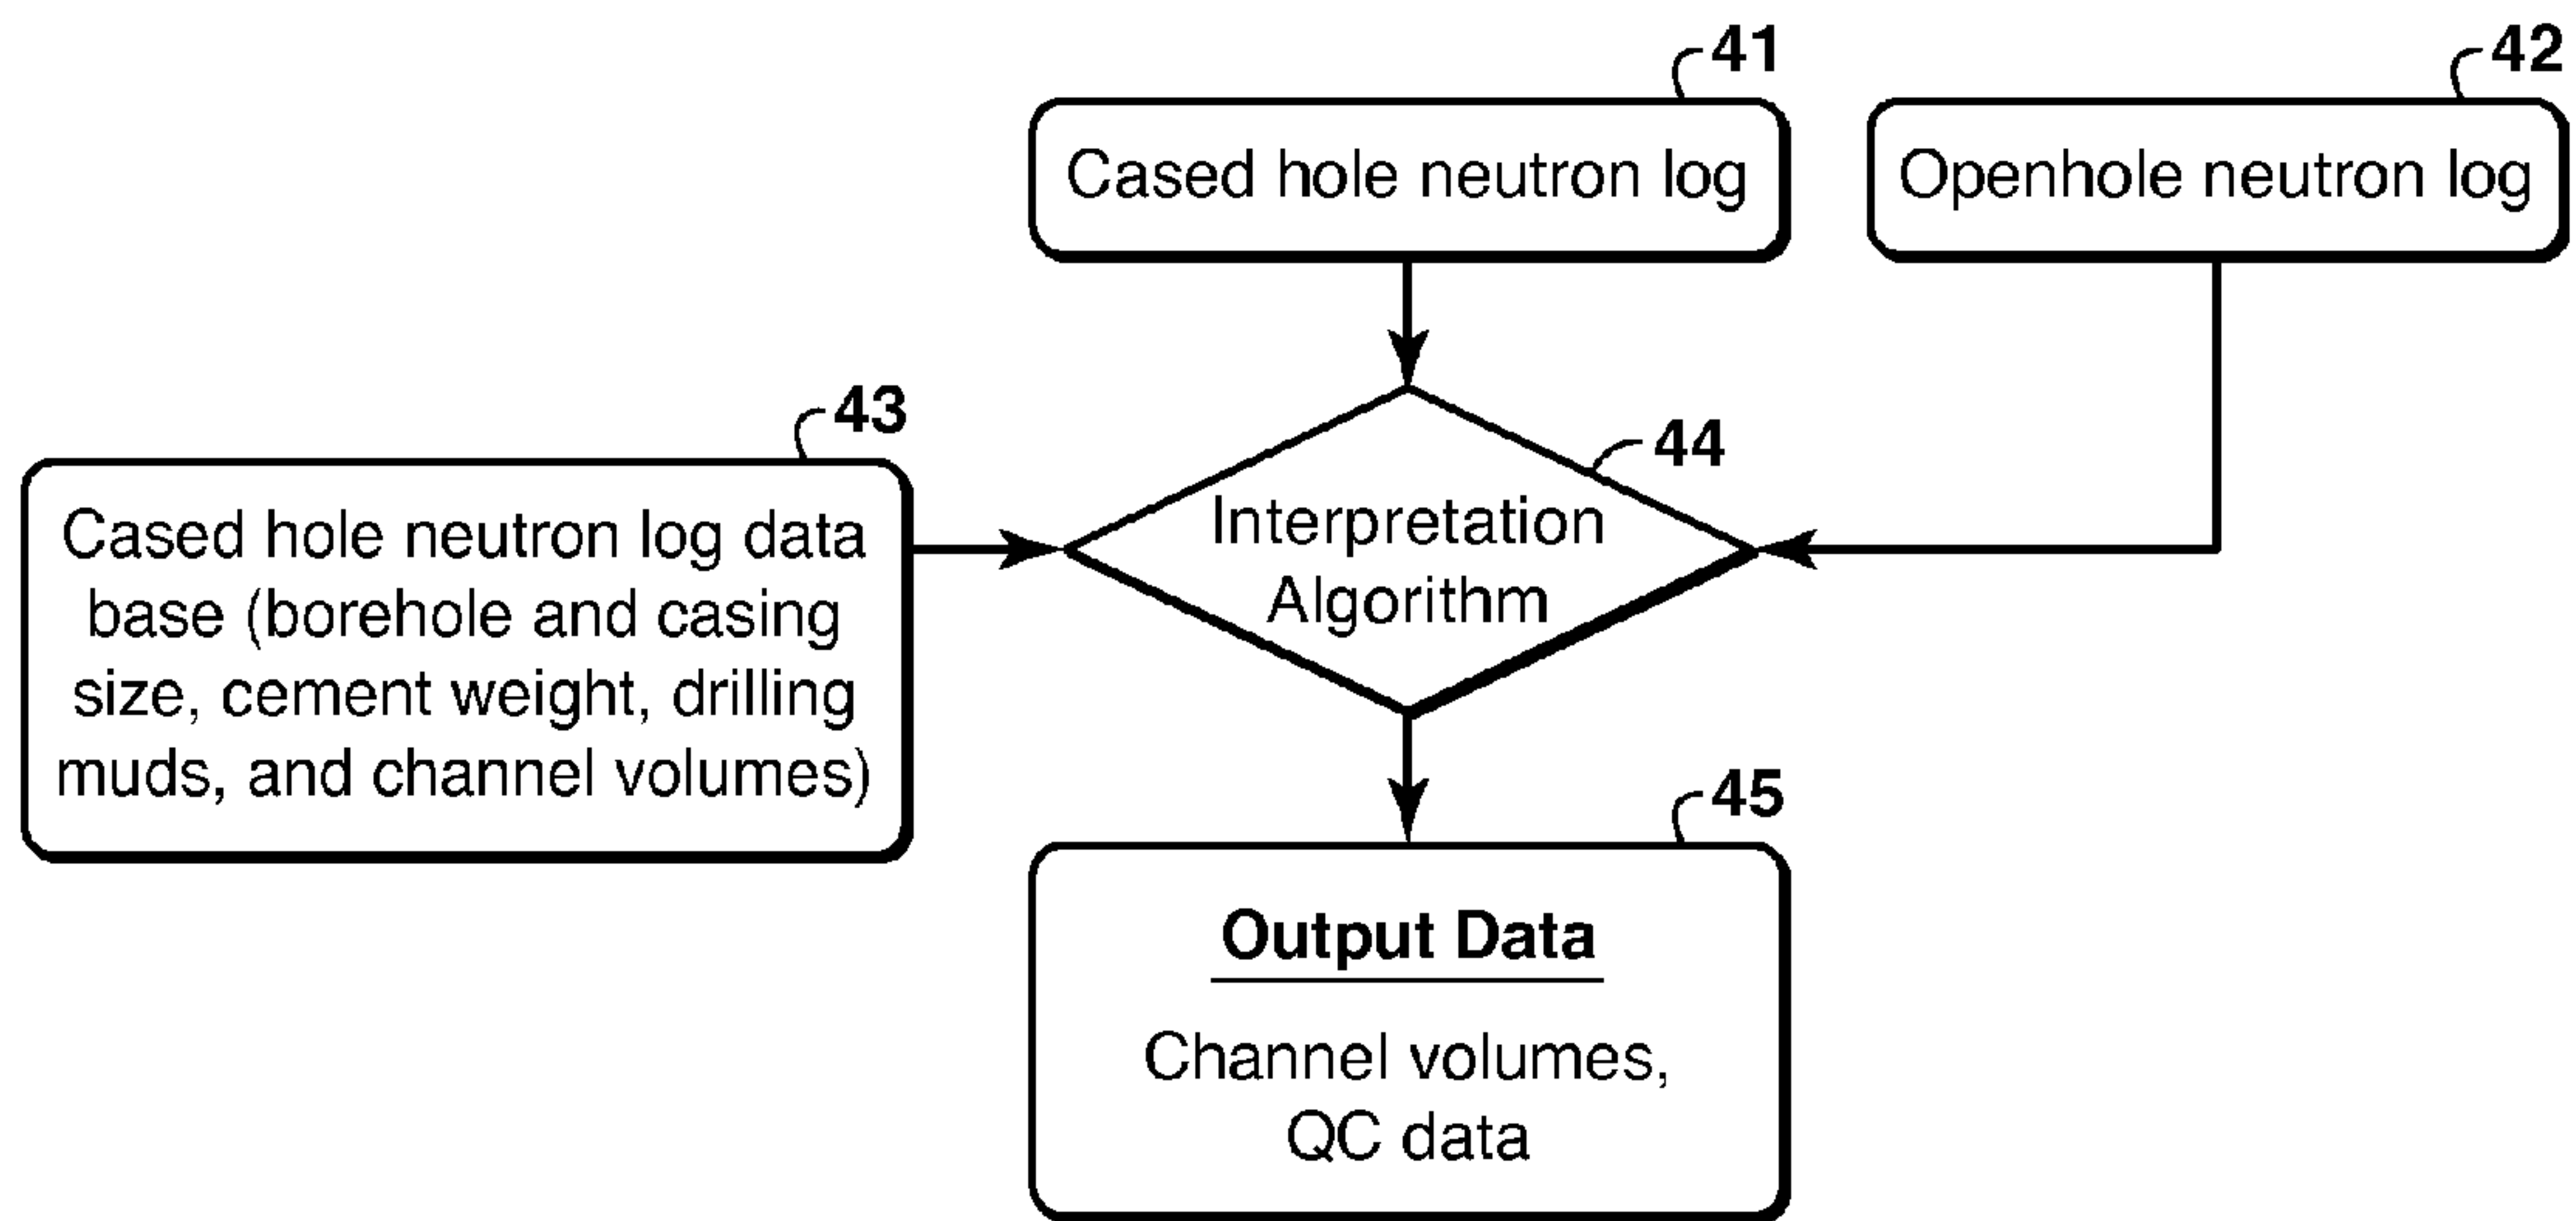 41
Cased hole neutron log
42
Openhole neutron log
43
Cased hole neutron log data
base (borehole and casing
size, cement weight, drilling
muds, and channel volumes)
44
Interpretation
Algorithm
45
Output Data
Channel volumes,
QC data